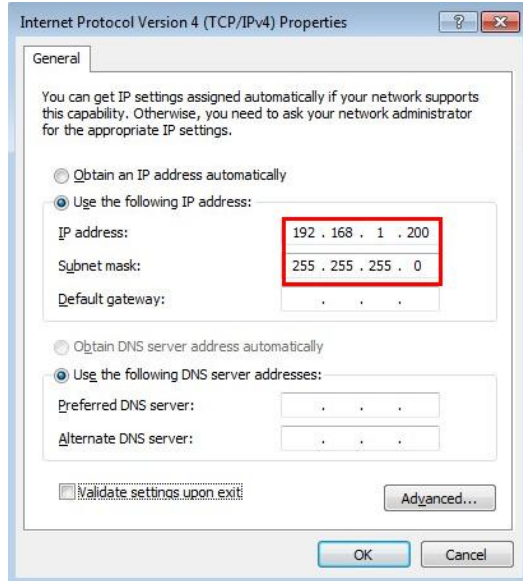 Internet Protocol Version 4 (TCP/IPv4) Properties
General
You can get IP settings assigned automatically if your network supports
this capability. Otherwise, you need to ask your network administrator
for the appropriate IP settings.
Obtain an IP address automatically
Use the following IP address:
IP address: 192 . 168 . 1 . 200
Subnet mask: 255 . 255 . 255 . 0
Default gateway: . . .
Obtain DNS server address automatically
Use the following DNS server addresses:
Preferred DNS server: . . .
Alternate DNS server: . . .
Validate settings upon exit
Advanced...
OK Cancel